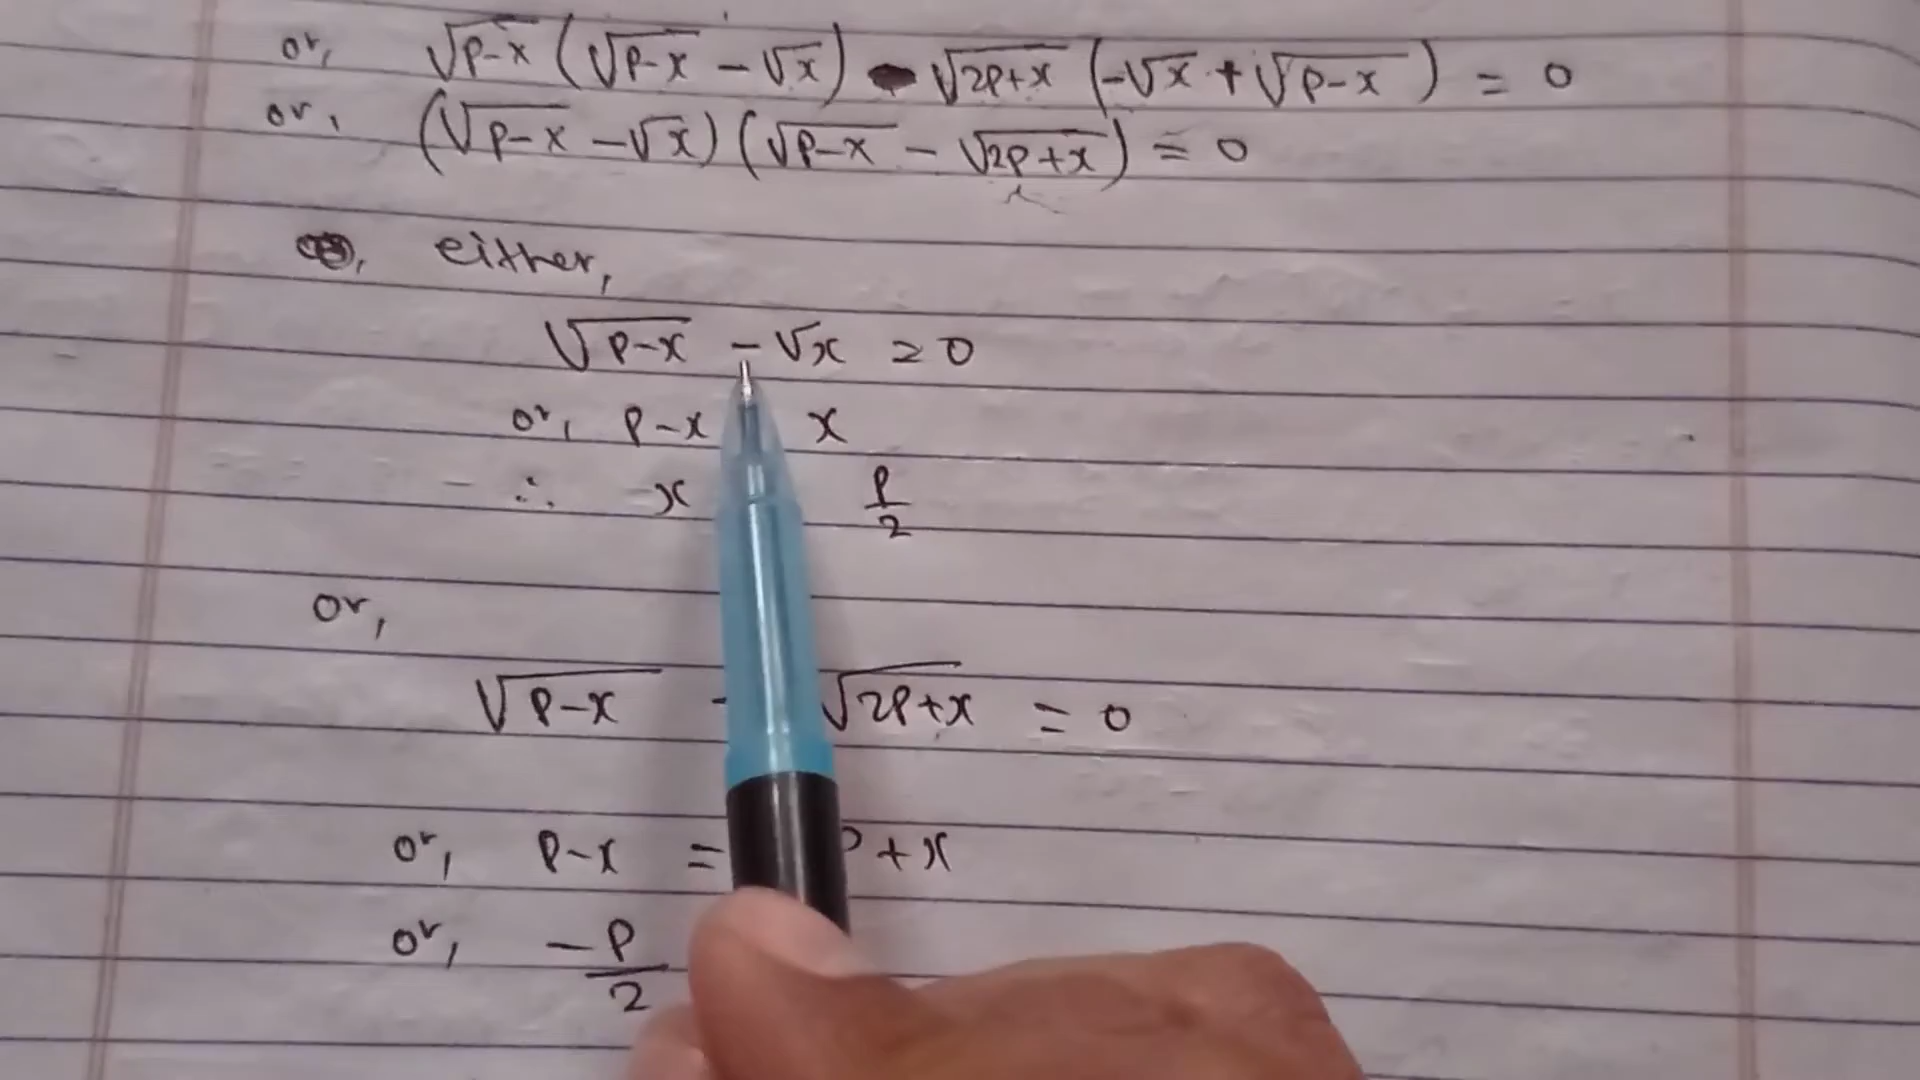 or, √p-x (√p-x - √x) - √2p+x (-√x + √p-x) = 0
or, (√p-x - √x) (√p-x - √2p+x) = 0
, either,
√p-x - √x = 0
or, p-x x
∴ x p/2
or,
√p-x - √2p+x = 0
or, p-x = p+x
or, -p/2